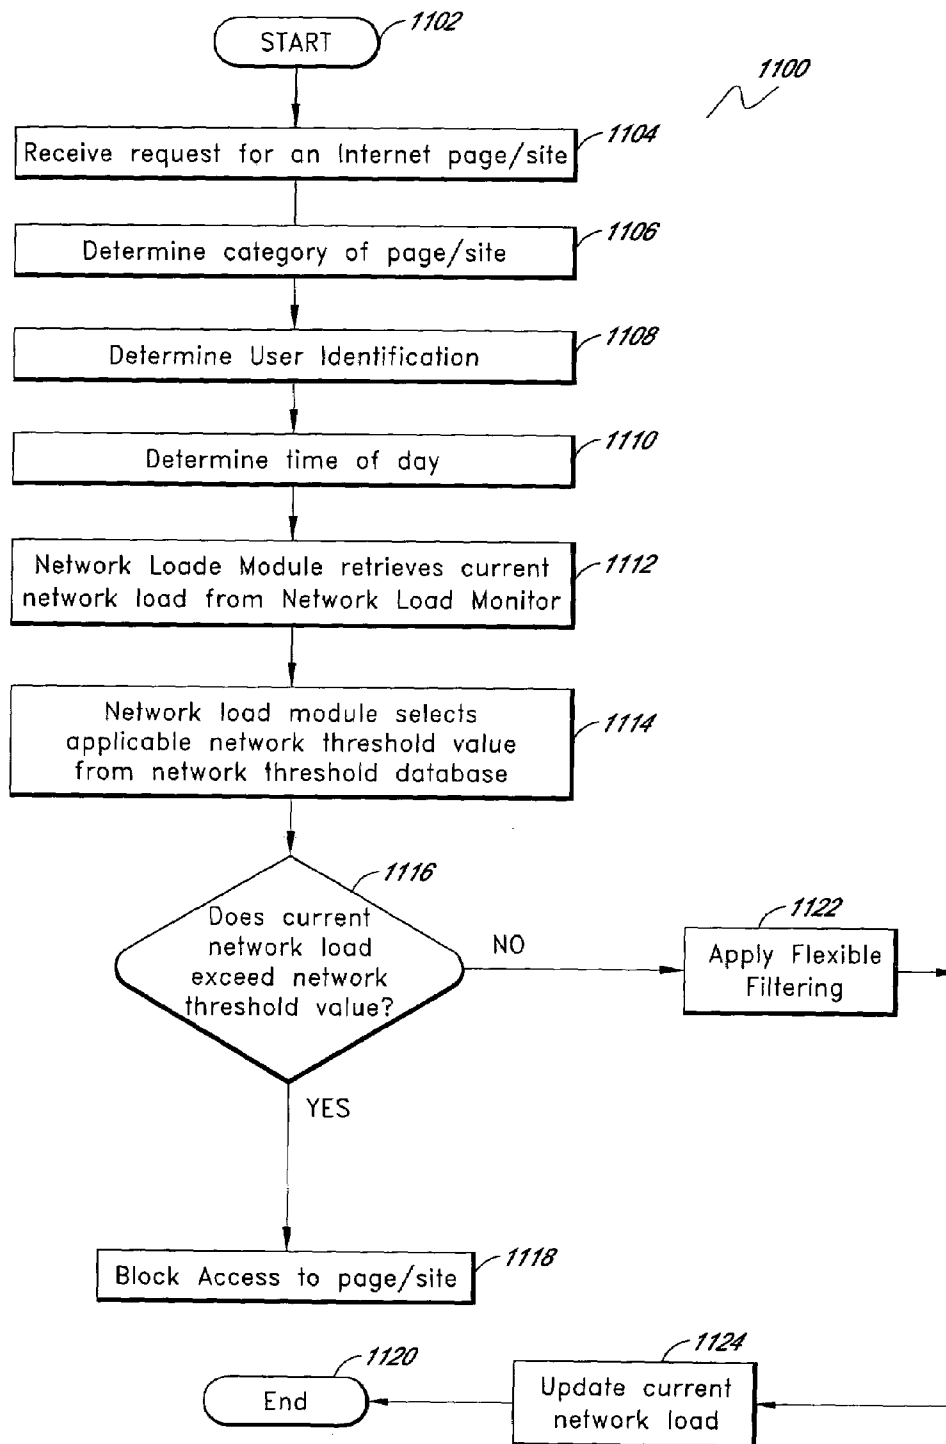 START
1102
1100
Receive request for an Internet page/site
1104
Determine category of page/site
1106
Determine User Identification
1108
Determine time of day
1110
Network Loade Module retrieves current
network load from Network Load Monitor
1112
Network load module selects
applicable network threshold value
from network threshold database
1114
1116
Does current
network load
exceed network
threshold value?
NO
1122
Apply Flexible
Filtering
YES
Block Access to page/site
1118
1120
End
1124
Update current
network load